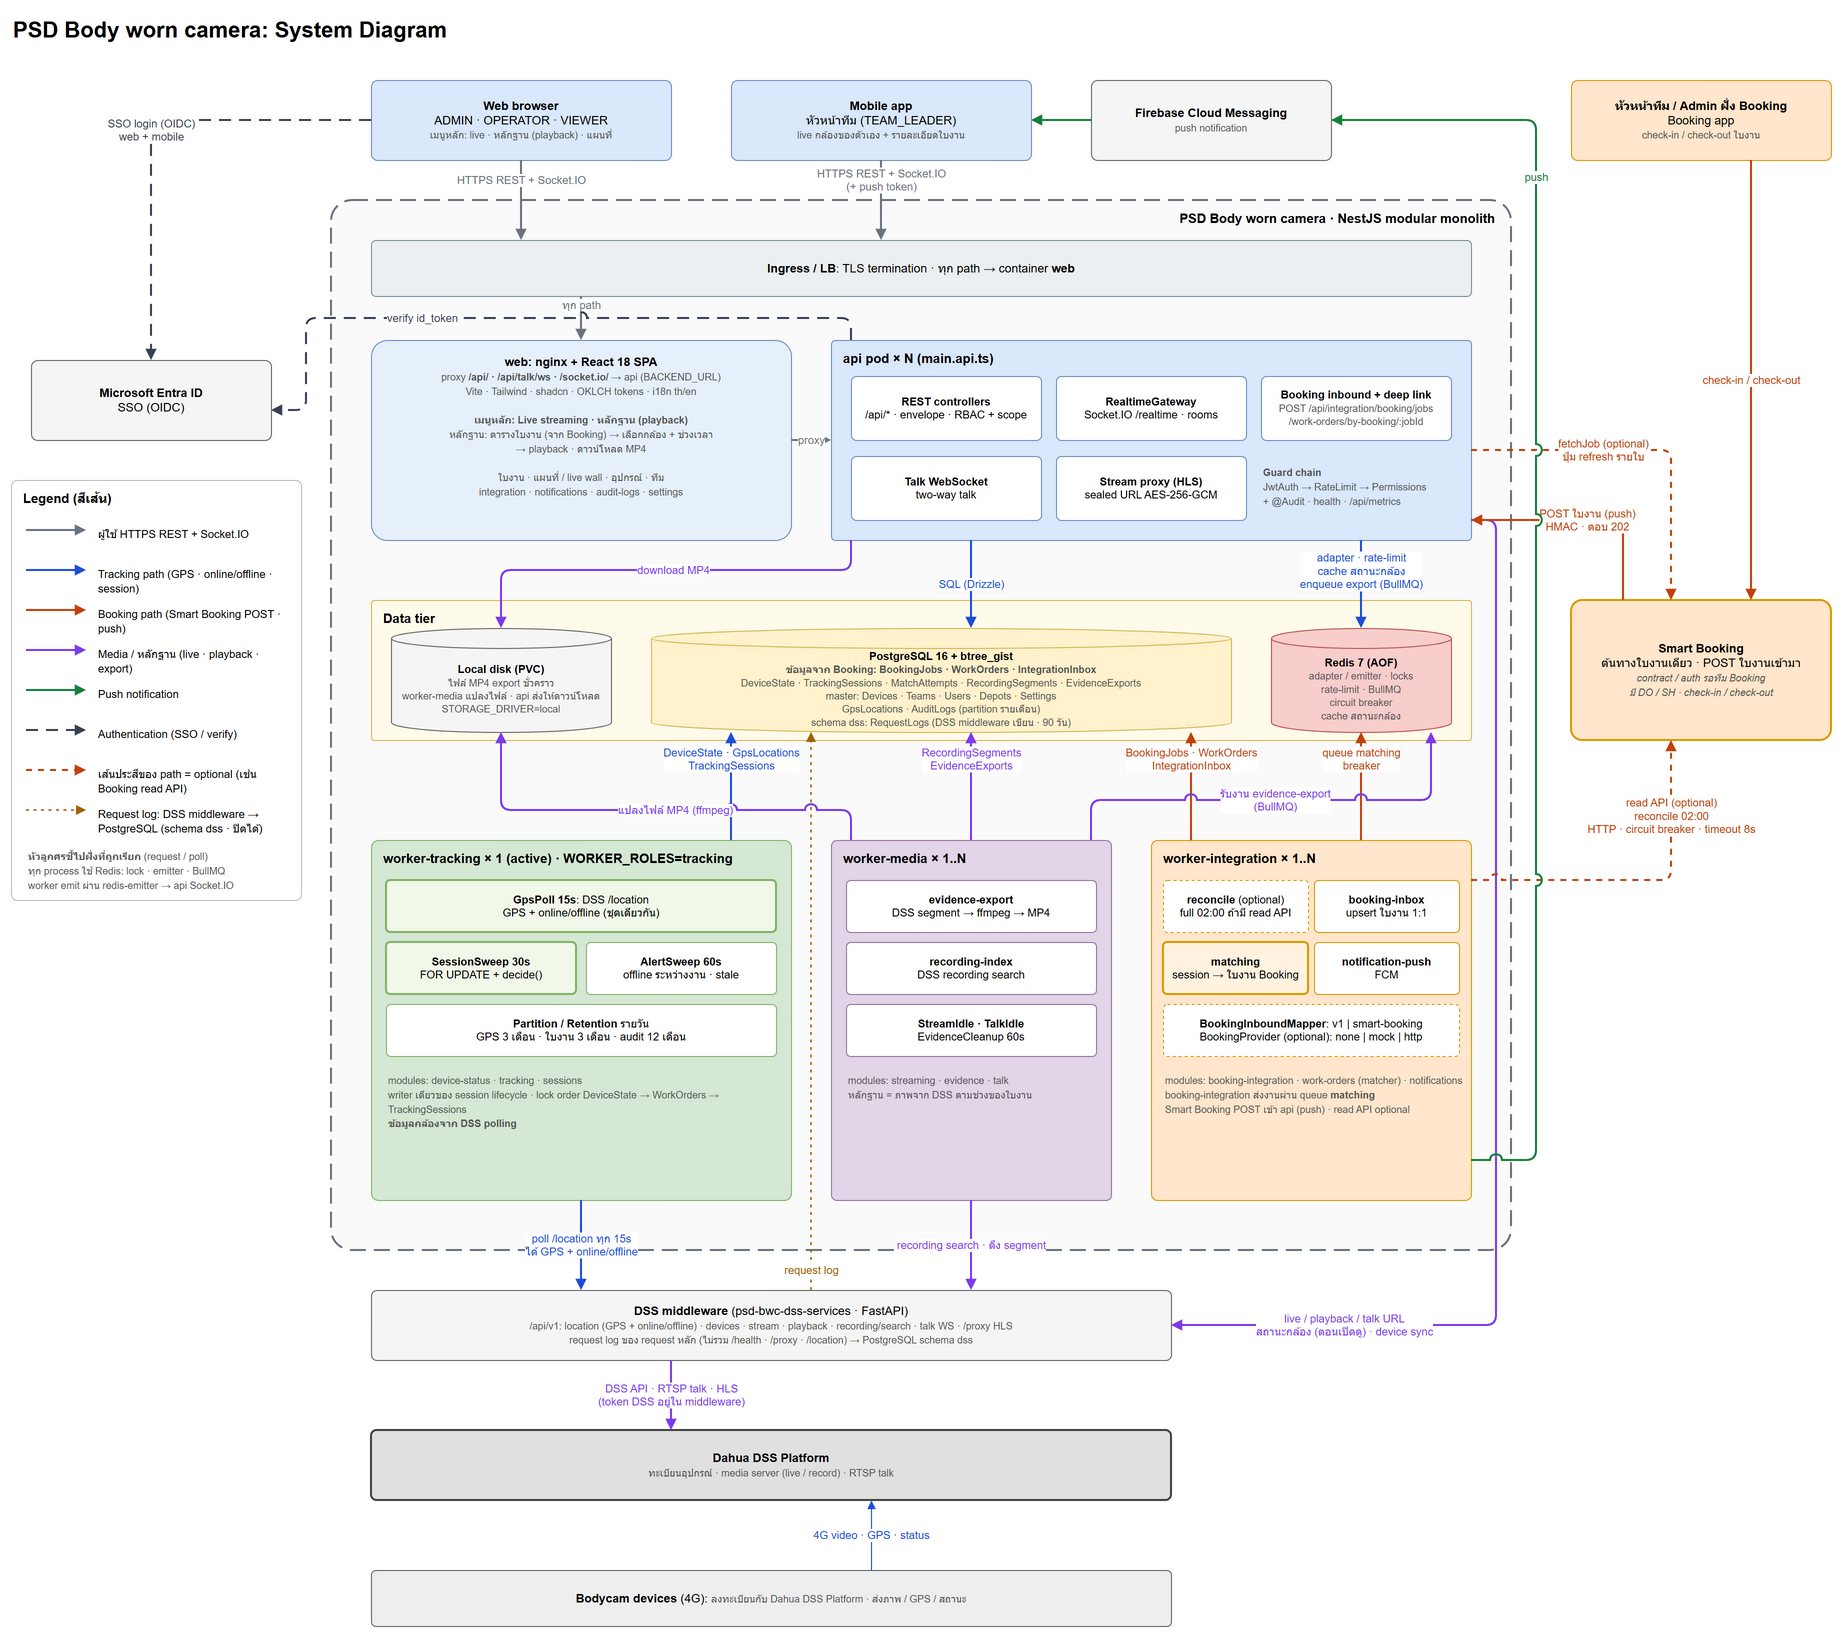 PSD Body worn camera: System Diagram
Web browser
ADMIN · OPERATOR · VIEWER
เมนูหลัก: live · หลักฐาน (playback) · แผนที่
Mobile app
หัวหน้าทีม (TEAM_LEADER)
live กล้องของตัวเอง + รายละเอียดใบงาน
Firebase Cloud Messaging
push notification
หัวหน้าทีม / Admin ฝั่ง Booking
Booking app
check-in / check-out ใบงาน
SSO login (OIDC)
web + mobile
HTTPS REST + Socket.IO
HTTPS REST + Socket.IO
(+ push token)
push
PSD Body worn camera · NestJS modular monolith
Ingress / LB: TLS termination · ทุก path → container web
ทุก path
verify id_token
Microsoft Entra ID
SSO (OIDC)
web: nginx + React 18 SPA
proxy /api/ · /api/talk/ws · /socket.io/ → api (BACKEND_URL)
Vite · Tailwind · shadcn · OKLCH tokens · i18n th/en
เมนูหลัก: Live streaming · หลักฐาน (playback)
หลักฐาน: ตารางใบงาน (จาก Booking) → เลือกกล้อง + ช่วงเวลา
→ playback · ดาวน์โหลด MP4
ใบงาน · แผนที่ / live wall · อุปกรณ์ · ทีม
integration · notifications · audit-logs · settings
proxy
api pod × N (main.api.ts)
REST controllers
/api/* · envelope · RBAC + scope
RealtimeGateway
Socket.IO /realtime · rooms
Booking inbound + deep link
POST /api/integration/booking/jobs
/work-orders/by-booking/:jobId
Talk WebSocket
two-way talk
Stream proxy (HLS)
sealed URL AES-256-GCM
Guard chain
JwtAuth → RateLimit → Permissions
+ @Audit · health · /api/metrics
check-in / check-out
fetchJob (optional)
ปุ่ม refresh รายใบ
POST ใบงาน (push)
HMAC · ตอบ 202
Legend (สีเส้น)
ผู้ใช้ HTTPS REST + Socket.IO
Tracking path (GPS · online/offline ·
session)
Booking path (Smart Booking POST ·
push)
Media / หลักฐาน (live · playback ·
export)
Push notification
Authentication (SSO / verify)
เส้นประสีของ path = optional (เช่น
Booking read API)
Request log: DSS middleware →
PostgreSQL (schema dss · ปิดได้)
หัวลูกศรชี้ไปฝั่งที่ถูกเรียก (request / poll)
ทุก process ใช้ Redis: lock · emitter · BullMQ
worker emit ผ่าน redis-emitter → api Socket.IO
download MP4
SQL (Drizzle)
adapter · rate-limit
cache สถานะกล้อง
enqueue export (BullMQ)
Data tier
Local disk (PVC)
ไฟล์ MP4 export ชั่วคราว
worker-media แปลงไฟล์ · api ส่งให้ดาวน์โหลด
STORAGE_DRIVER=local
PostgreSQL 16 + btree_gist
ข้อมูลจาก Booking: BookingJobs · WorkOrders · IntegrationInbox
DeviceState · TrackingSessions · MatchAttempts · RecordingSegments · EvidenceExports
master: Devices · Teams · Users · Depots · Settings
GpsLocations · AuditLogs (partition รายเดือน)
schema dss: RequestLogs (DSS middleware เขียน · 90 วัน)
Redis 7 (AOF)
adapter / emitter · locks
rate-limit · BullMQ
circuit breaker
cache สถานะกล้อง
Smart Booking
ต้นทางใบงานเดียว · POST ใบงานเข้ามา
contract / auth รอทีม Booking
มี DO / SH · check-in / check-out
DeviceState · GpsLocations
TrackingSessions
RecordingSegments
EvidenceExports
BookingJobs · WorkOrders
IntegrationInbox
queue matching
breaker
แปลงไฟล์ MP4 (ffmpeg)
รับงาน evidence-export
(BullMQ)
read API (optional)
reconcile 02:00
HTTP · circuit breaker · timeout 8s
worker-tracking × 1 (active) · WORKER_ROLES=tracking
GpsPoll 15s: DSS /location
GPS + online/offline (ชุดเดียวกัน)
SessionSweep 30s
FOR UPDATE + decide()
AlertSweep 60s
offline ระหว่างงาน · stale
Partition / Retention รายวัน
GPS 3 เดือน · ใบงาน 3 เดือน · audit 12 เดือน
modules: device-status · tracking · sessions
writer เดียวของ session lifecycle · lock order DeviceState → WorkOrders →
TrackingSessions
ข้อมูลกล้องจาก DSS polling
worker-media × 1..N
evidence-export
DSS segment → ffmpeg → MP4
recording-index
DSS recording search
StreamIdle · TalkIdle
EvidenceCleanup 60s
modules: streaming · evidence · talk
หลักฐาน = ภาพจาก DSS ตามช่วงของใบงาน
worker-integration × 1..N
reconcile (optional)
full 02:00 ถ้ามี read API
booking-inbox
upsert ใบงาน 1:1
matching
session → ใบงาน Booking
notification-push
FCM
BookingInboundMapper: v1 | smart-booking
BookingProvider (optional): none | mock | http
modules: booking-integration · work-orders (matcher) · notifications
booking-integration ส่งงานผ่าน queue matching
Smart Booking POST เข้า api (push) · read API optional
poll /location ทุก 15s
ได้ GPS + online/offline
request log
recording search · ดึง segment
DSS middleware (psd-bwc-dss-services · FastAPI)
/api/v1: location (GPS + online/offline) · devices · stream · playback · recording/search · talk WS · /proxy HLS
request log ของ request หลัก (ไม่รวม /health · /proxy · /location) → PostgreSQL schema dss
live / playback / talk URL
สถานะกล้อง (ตอนเปิดดู) · device sync
DSS API · RTSP talk · HLS
(token DSS อยู่ใน middleware)
Dahua DSS Platform
ทะเบียนอุปกรณ์ · media server (live / record) · RTSP talk
4G video · GPS · status
Bodycam devices (4G): ลงทะเบียนกับ Dahua DSS Platform · ส่งภาพ / GPS / สถานะ